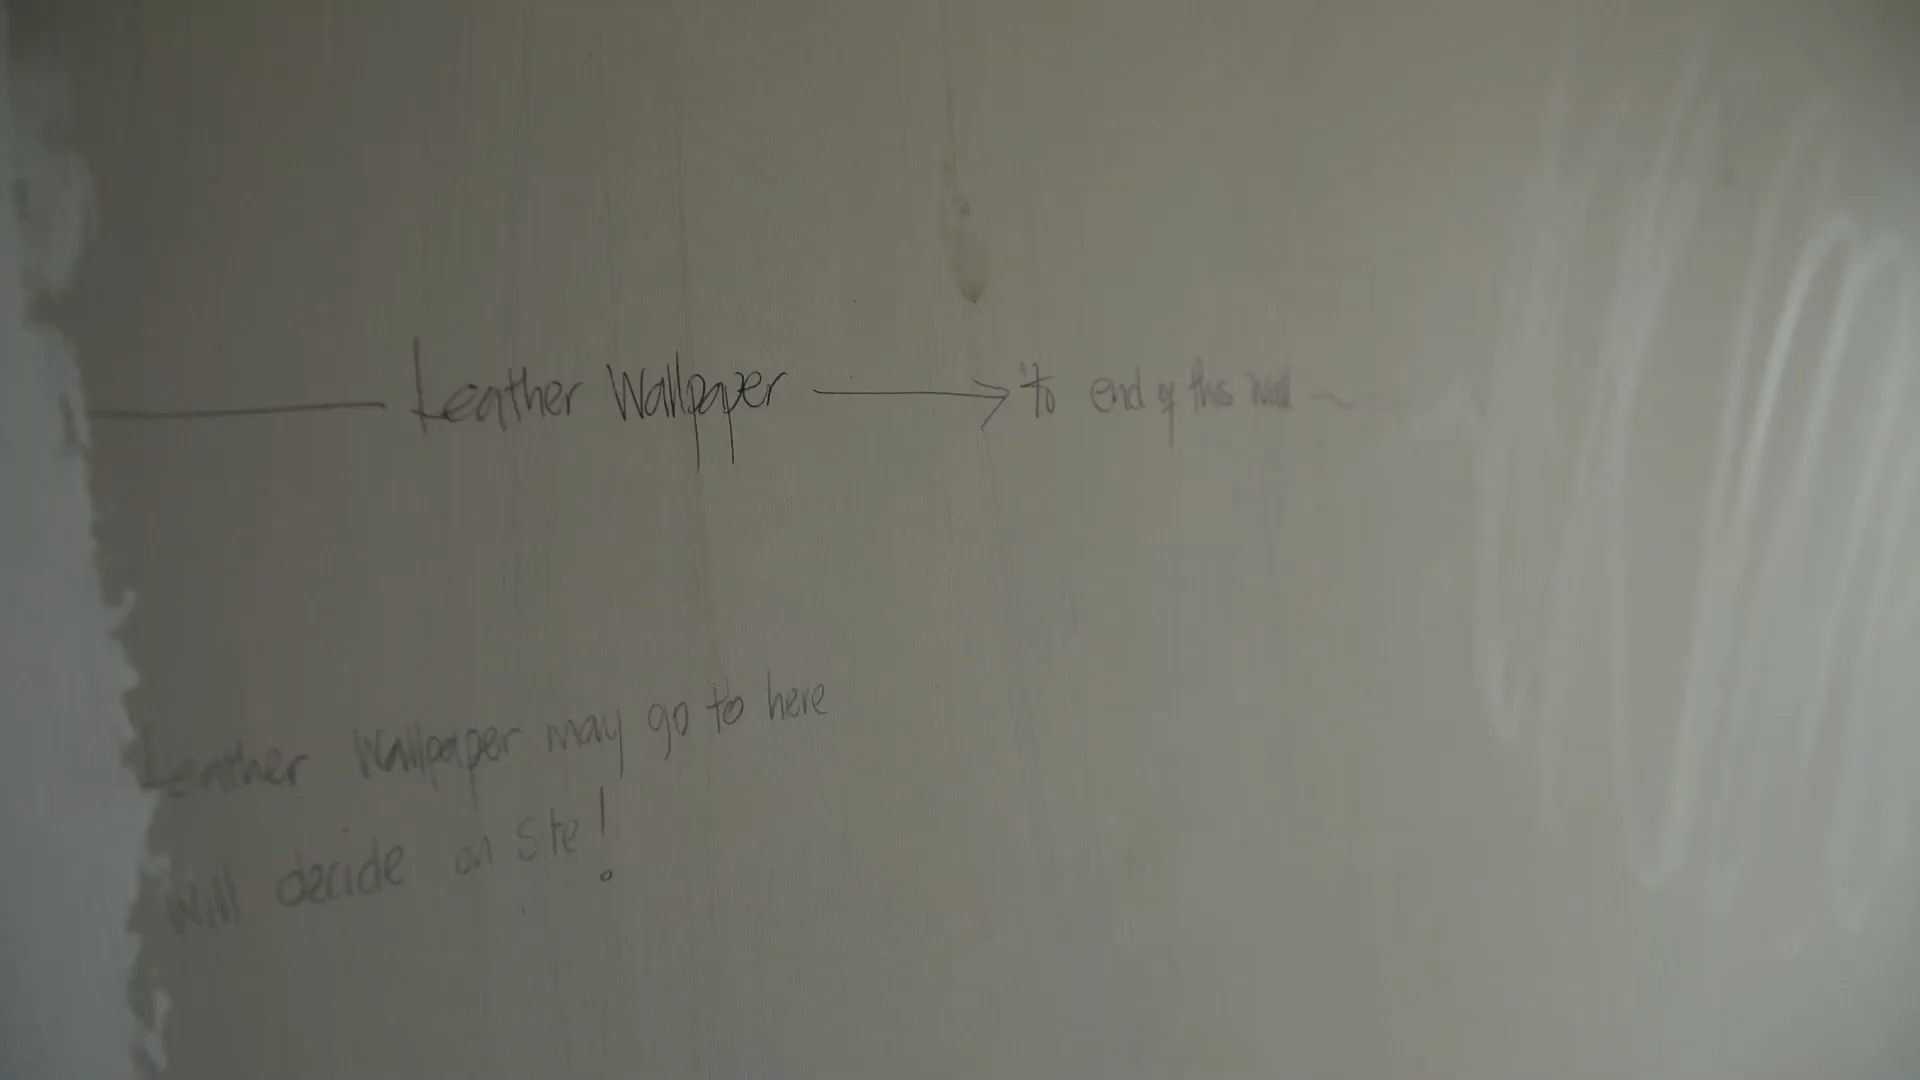 Leather Wallpaper → to end of this wall ~
Leather Wallpaper may go to here
will decide on site!